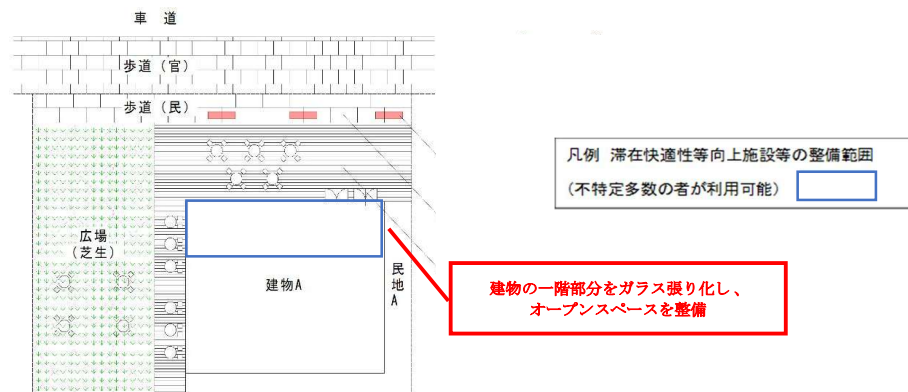 車 道
歩道（官）
歩道（民）
凡例 滞在快適性等向上施設等の整備範囲
（不特定多数の者が利用可能）
広場
（芝生）
建物A
民地A
建物の一階部分をガラス張り化し、
オープンスペースを整備